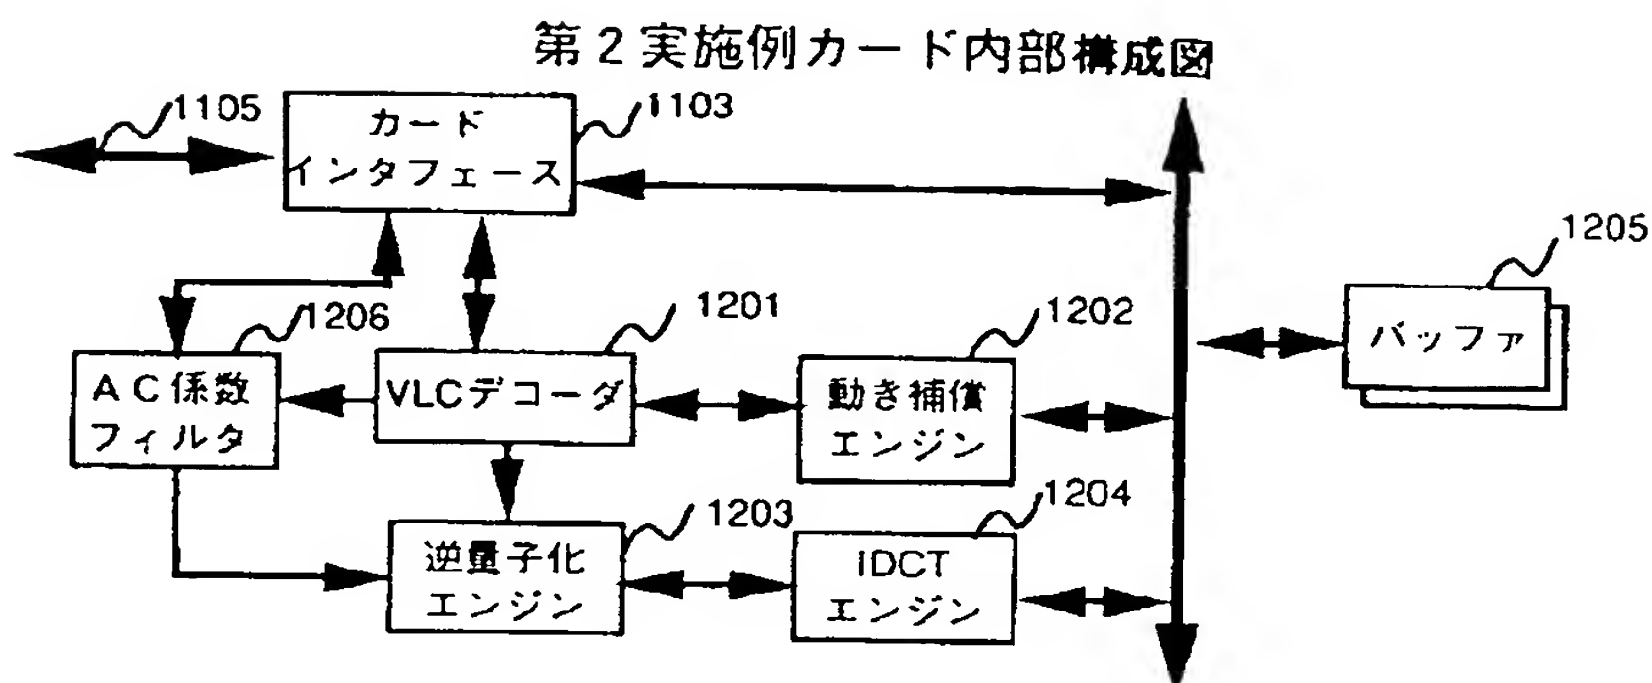 第2実施例カード内部構成図
1105
カード
インタフェース
1103
1205
バッファ
1206
AC係数
フィルタ
1201
VLCデコーダ
1202
動き補償
エンジン
1203
逆量子化
エンジン
1204
IDCT
エンジン